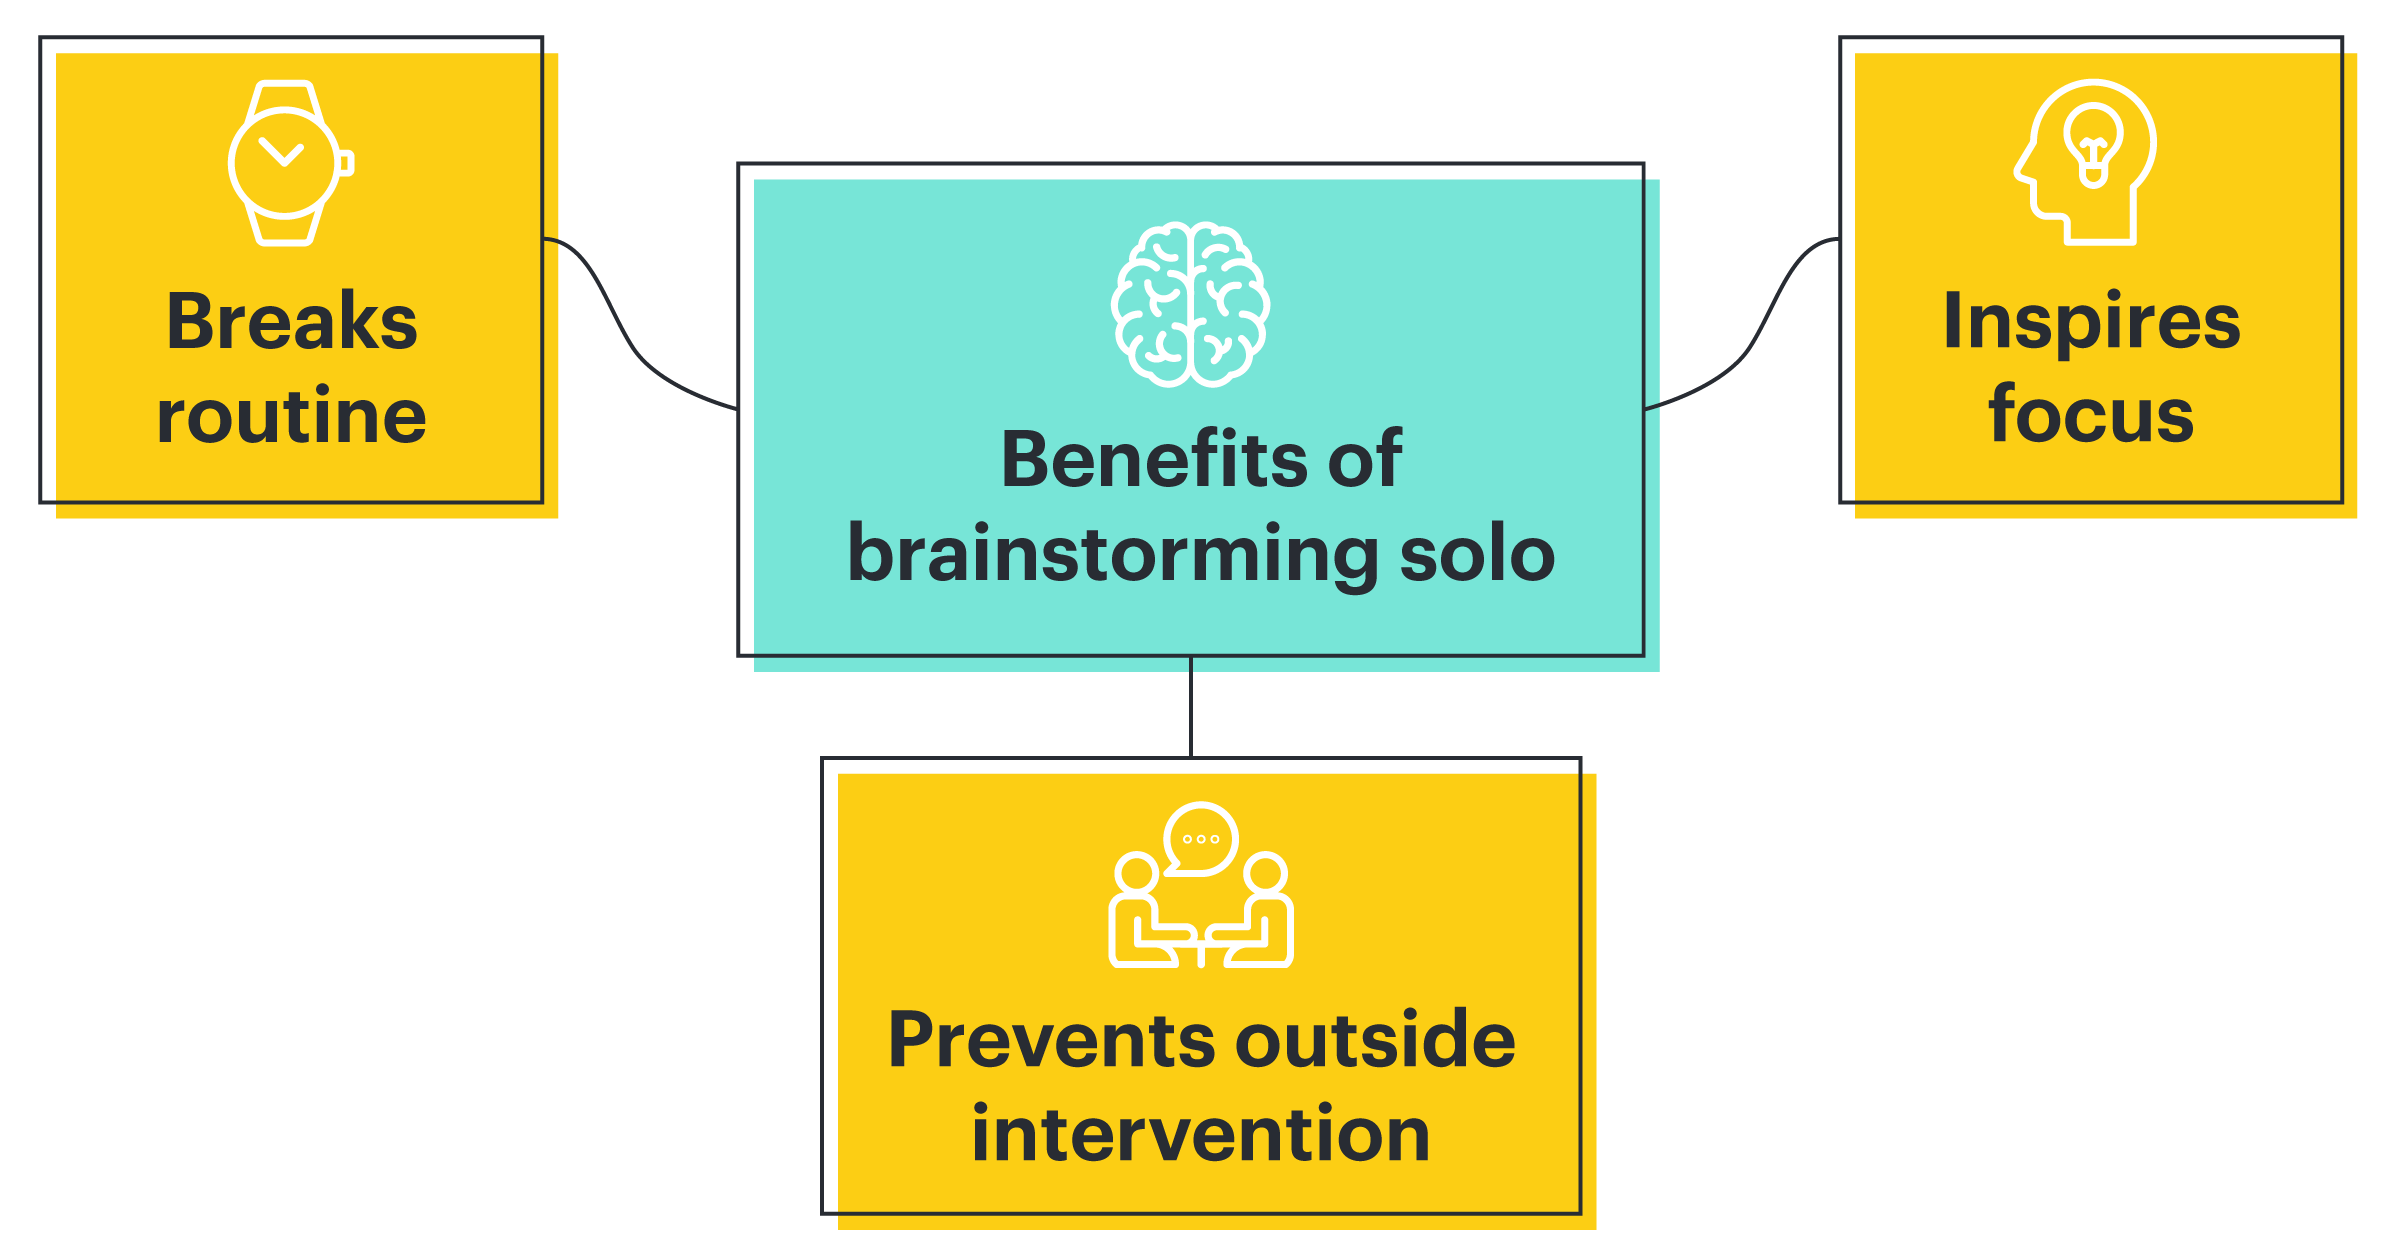 Breaks
routine
Benefits of
brainstorming solo
Inspires
focus
Prevents outside
intervention